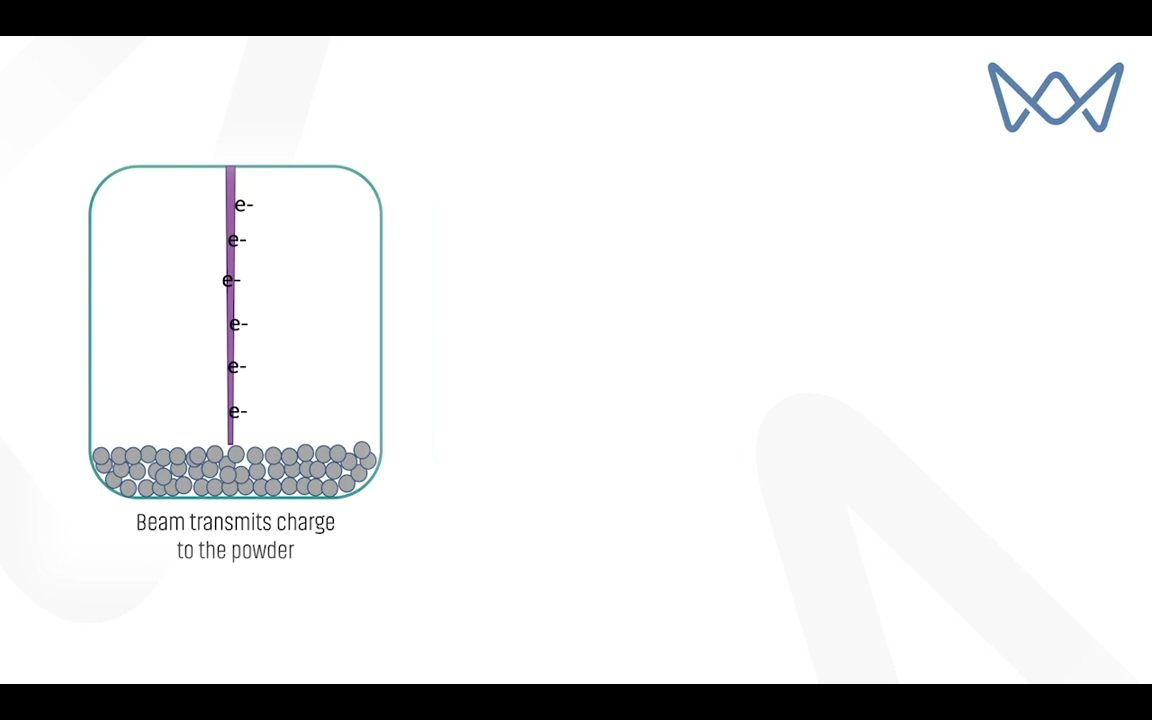 e-
e-
e-
e-
e-
e-
Beam transmits charge
to the powder